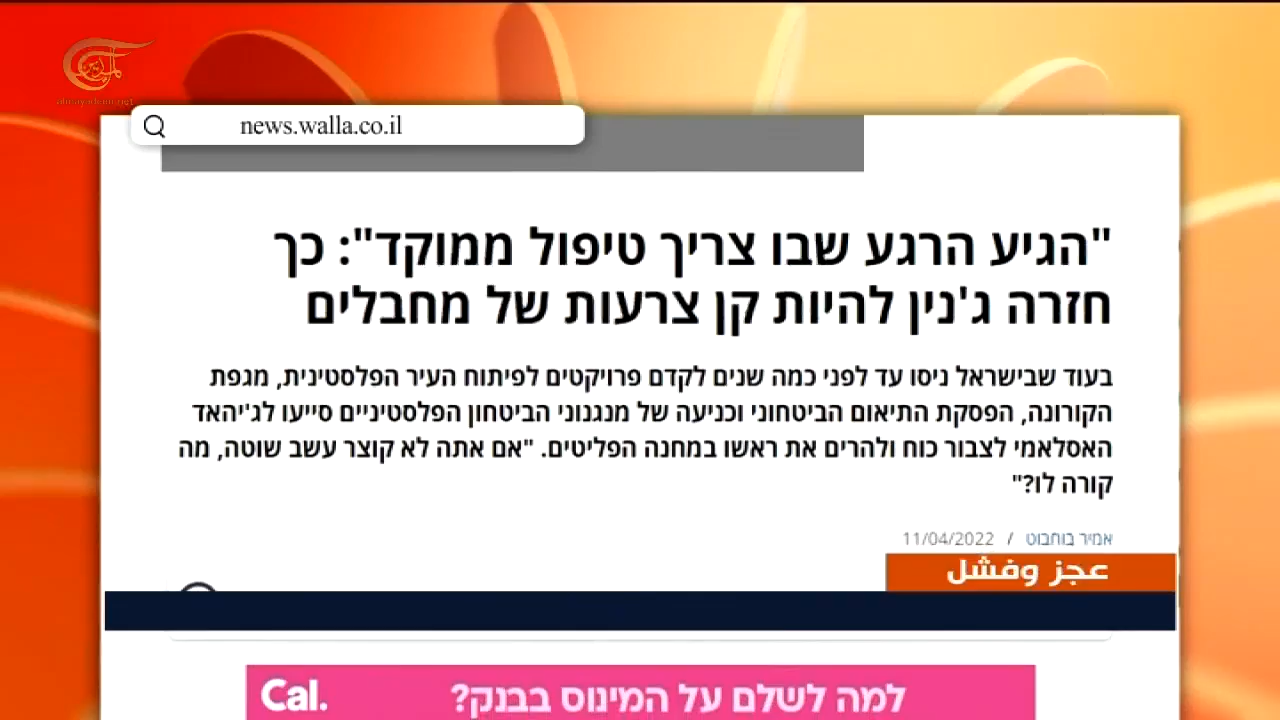 الميادين
almayadeen.net
news.walla.co.il
"הגיע הרגע שבו צריך טיפול ממוקד": כך
חזרה ג'נין להיות קן צרעות של מחבלים
בעוד שבישראל ניסו עד לפני כמה שנים לקדם פרויקטים לפיתוח העיר הפלסטינית, מגפת
הקורונה, הפסקת התיאום הביטחוני וכניעה של מנגנוני הביטחון הפלסטיניים סייעו לג'יהאד
האסלאמי לצבור כוח ולהרים את ראשו במחנה הפליטים. "אם אתה לא קוצר עשב שוטה, מה
קורה לו?"
אמיר בוחבוט / 11/04/2022
عجز وفشل
Cal. למה לשלם על המינוס בבנק?